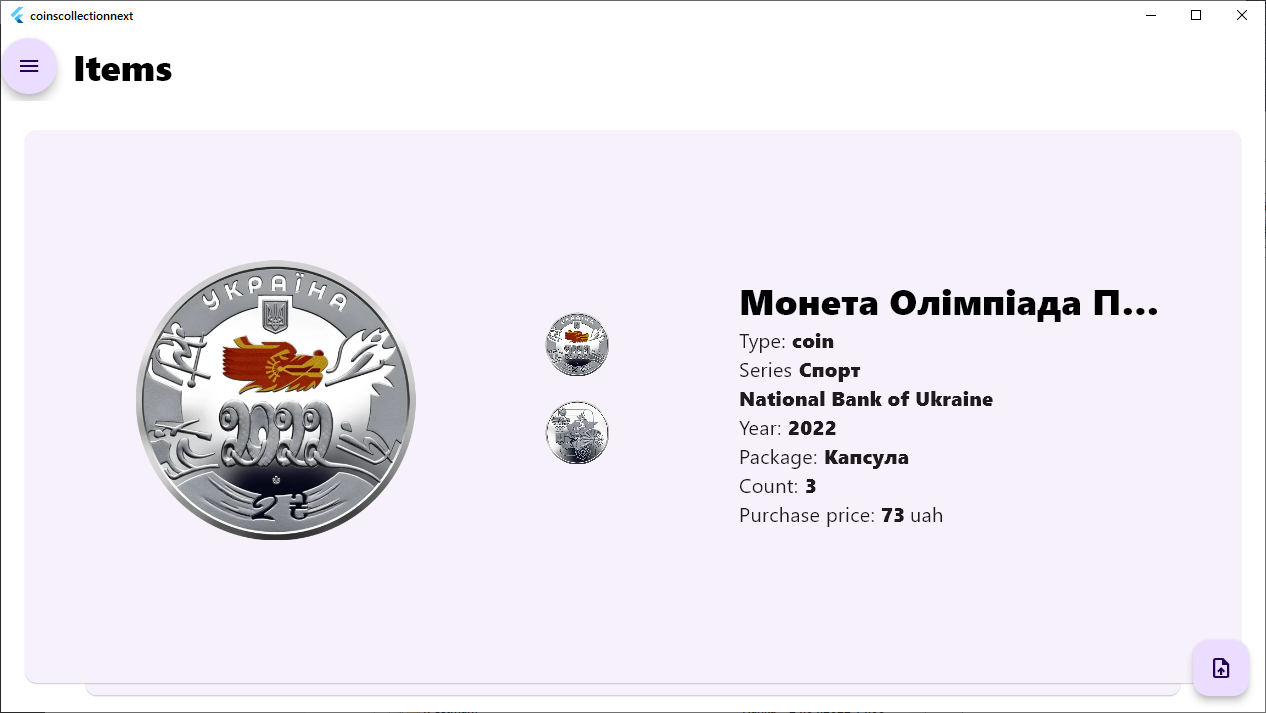 coinscollectionnext
Items
УКРАЇНА
2022
2 ₴
Монета Олімпіада П...
Type: coin
Series Спорт
National Bank of Ukraine
Year: 2022
Package: Капсула
Count: 3
Purchase price: 73 uah